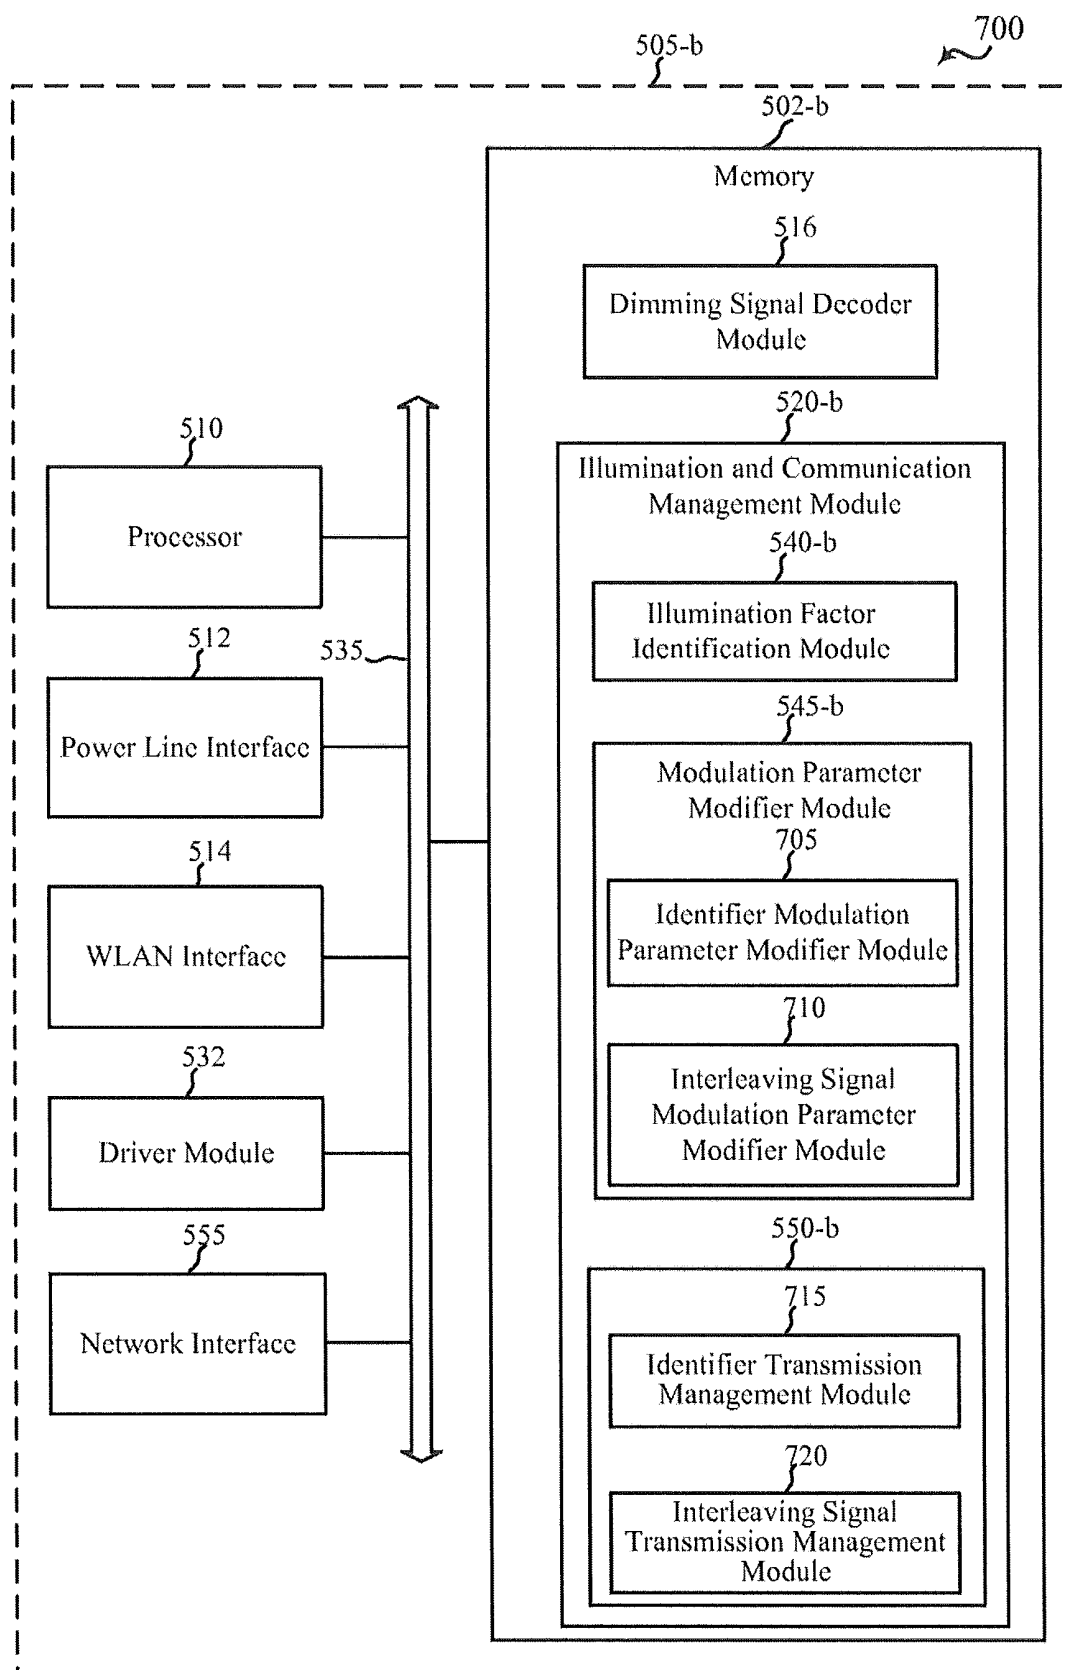 700
505-b
502-b
Memory
516
Dimming Signal Decoder
Module
520-b
Illumination and Communication
Management Module
540-b
Illumination Factor
Identification Module
545-b
Modulation Parameter
Modifier Module
705
Identifier Modulation
Parameter Modifier Module
710
Interleaving Signal
Modulation Parameter
Modifier Module
550-b
715
Identifier Transmission
Management Module
720
Interleaving Signal
Transmission Management
Module
510
Processor
535
512
Power Line Interface
514
WLAN Interface
532
Driver Module
555
Network Interface